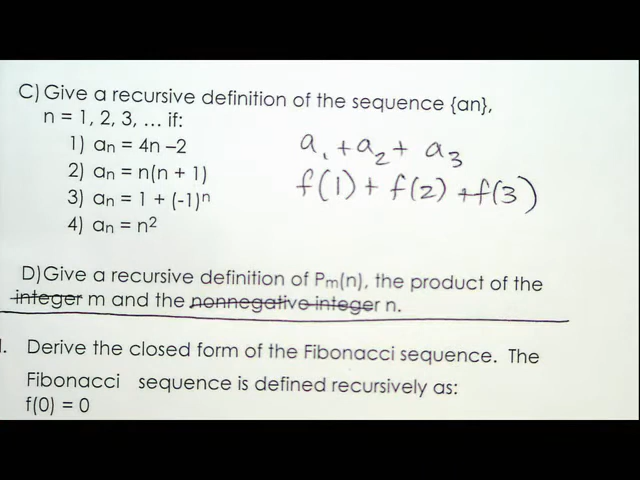 C) Give a recursive definition of the sequence {an},
n = 1, 2, 3, … if:
1) an = 4n –2
2) an = n(n + 1)
3) an = 1 + (-1)ⁿ
4) an = n²
a₁ + a₂ + a₃
f(1) + f(2) + f(3)
D)Give a recursive definition of Pm(n), the product of the
integer m and the nonnegative integer n.
Derive the closed form of the Fibonacci sequence. The
Fibonacci sequence is defined recursively as:
f(0) = 0